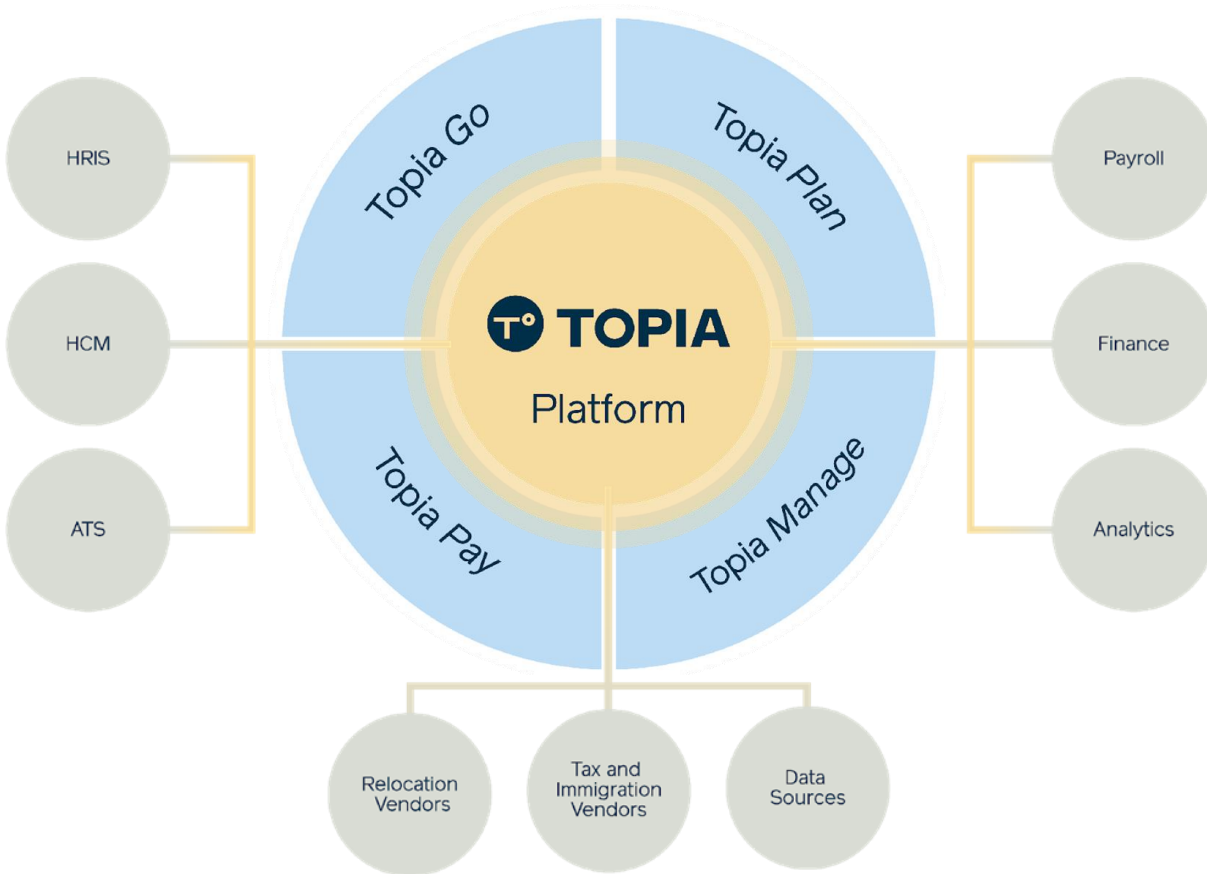 Topia Go
Topia Plan
HRIS
Payroll
HCM
T° TOPIA
Platform
Finance
Topia Pay
Topia Manage
ATS
Analytics
Relocation
Vendors
Tax and
Immigration
Vendors
Data
Sources